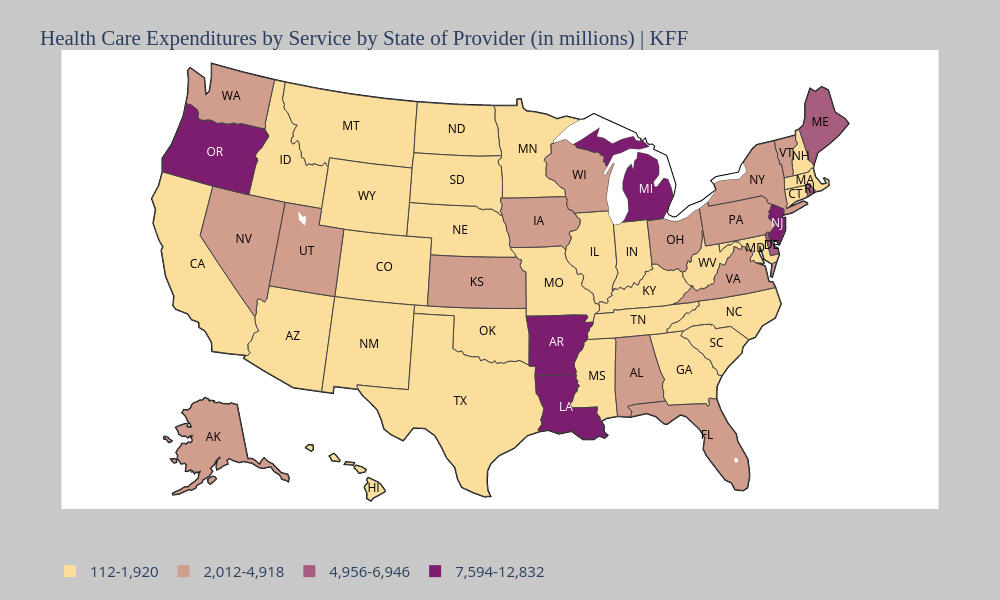 Health Care Expenditures by Service by State of Provider (in millions) | KFF
WA
MT
ND
MN
ME
OR
ID
SD
WI
MI
VT
NH
WY
NY
MA
CT
RI
NV
UT
CO
NE
IA
IL
IN
OH
PA
NJ
CA
KS
MO
KY
WV
VA
MD
DE
AZ
NM
OK
AR
TN
NC
SC
TX
LA
MS
AL
GA
FL
AK
HI
112-1,920
2,012-4,918
4,956-6,946
7,594-12,832